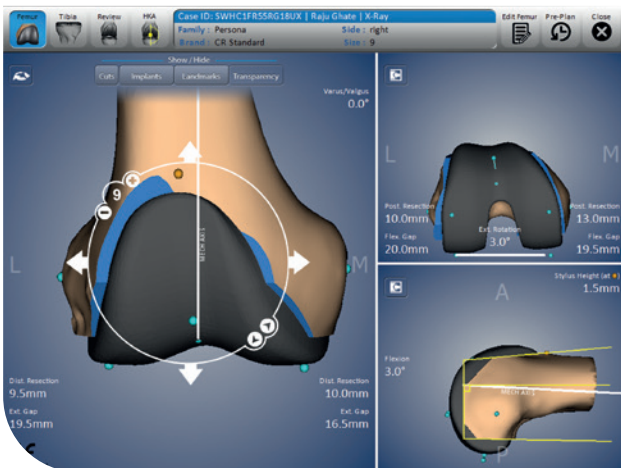 Femur
Tibia
Review
HKA
Case ID: SWHC1FRSSRG18UX | Raju Ghate | X-Ray
Family : Persona
Side : right
Brand : CR Standard
Size : 9
Edit Femur
Pre-Plan
Close
Show / Hide
Cuts
Implants
Landmarks
Transparency
Varus/Valgus
0.0°
9
MECH AXIS
L
M
Dist. Resection
9.5mm
Ext. Gap
19.5mm
Dist. Resection
10.0mm
Ext. Gap
16.5mm
L
M
Post. Resection
10.0mm
Flex. Gap
20.0mm
Ext. Rotation
3.0°
Post. Resection
13.0mm
Flex. Gap
19.5mm
Stylus Height (at )
1.5mm
A
Flexion
3.0°
MECH AXIS
P